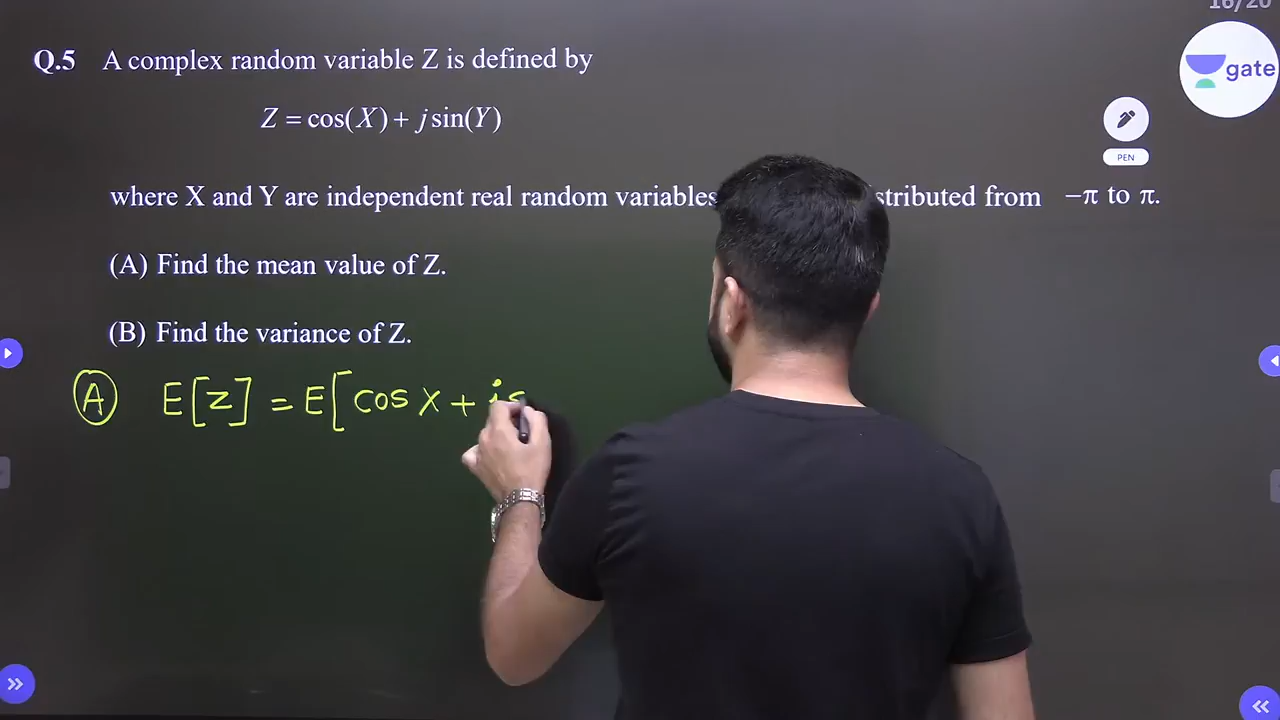 16/20
Q.5 A complex random variable Z is defined by
gate
Z = cos(X) + j sin(Y)
PEN
where X and Y are independent real random variables from −π to π.
(A) Find the mean value of Z.
(B) Find the variance of Z.
A E[Z] = E[cos X + j